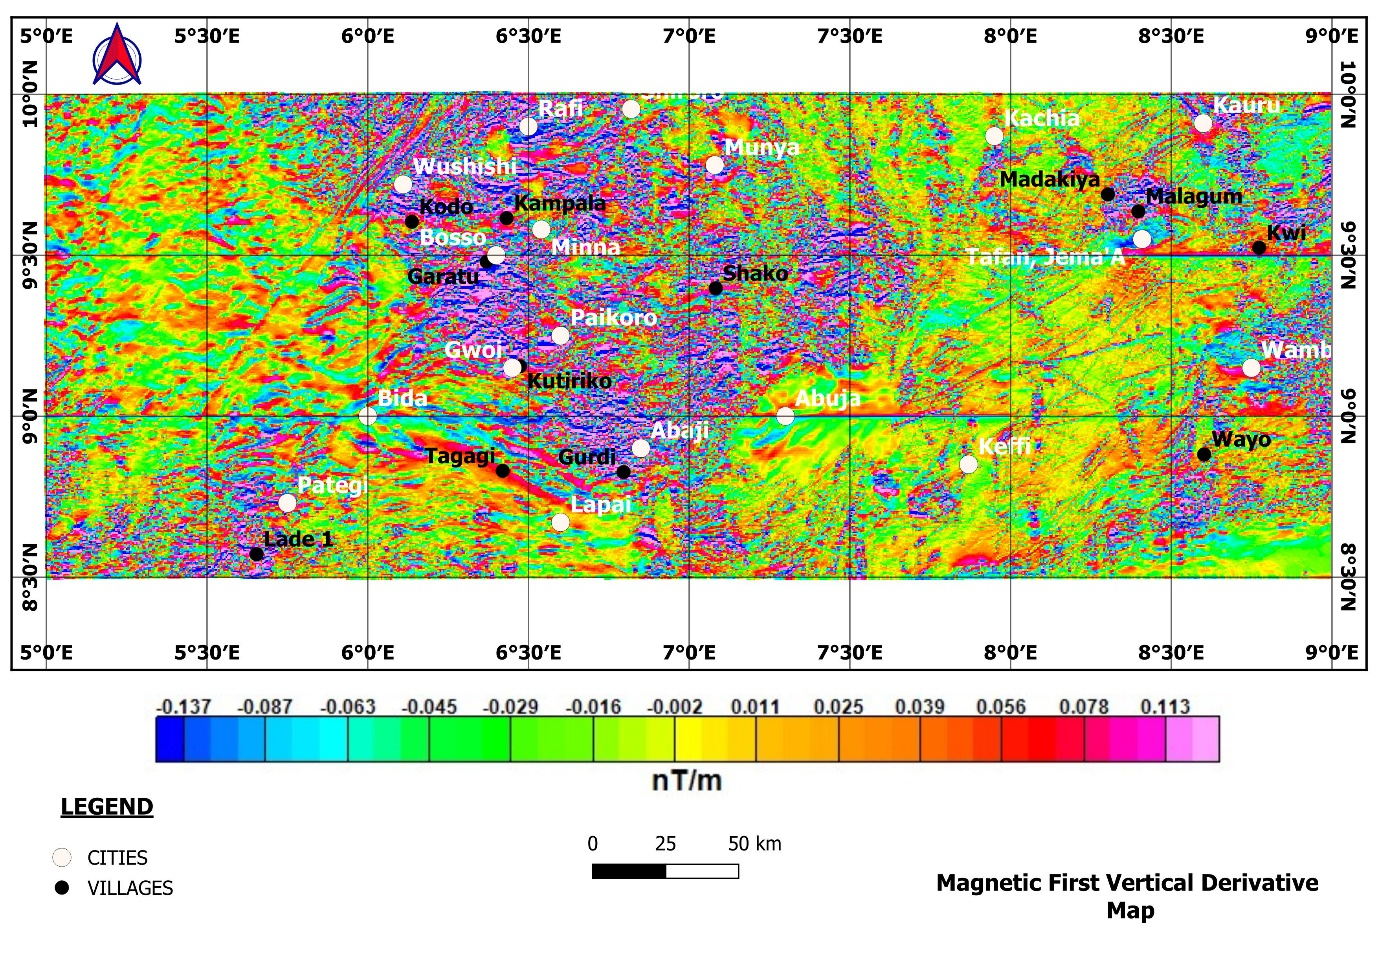 5°0′E 5°30′E 6°0′E 6°30′E 7°0′E 7°30′E 8°0′E 8°30′E 9°0′E
10°0′N
10°0′N
Rafi
Kauru
Kachia
Munya
Wushishi
Madakiya
Malagum
Kodo
Kampala
Kwi
Bosso
Minna
9°30′N
9°30′N
Garatu
Shako
Paikoro
Gwoi
Wamb
Kutiriko
Bida
Abuja
9°0′N
9°0′N
Abaji
Keffi
Wayo
Tagagi
Gurdi
Pategi
Lapai
Lade 1
8°30′N
8°30′N
5°0′E 5°30′E 6°0′E 6°30′E 7°0′E 7°30′E 8°0′E 8°30′E 9°0′E
-0.137 -0.087 -0.063 -0.045 -0.029 -0.016 -0.002 0.011 0.025 0.039 0.056 0.078 0.113
nT/m
LEGEND
CITIES
VILLAGES
0 25 50 km
Magnetic First Vertical Derivative
Map